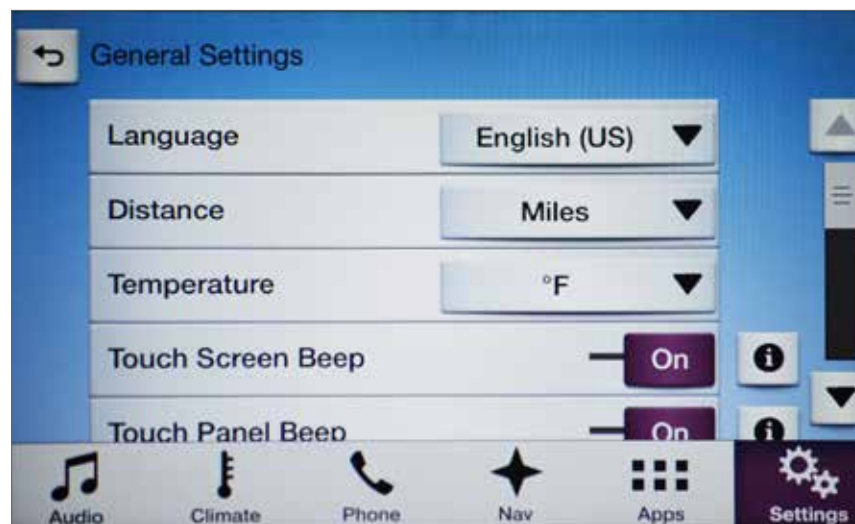 General Settings
Language English (US)
Distance Miles
Temperature °F
Touch Screen Beep On
Touch Panel Beep On
Audio Climate Phone Nav Apps Settings